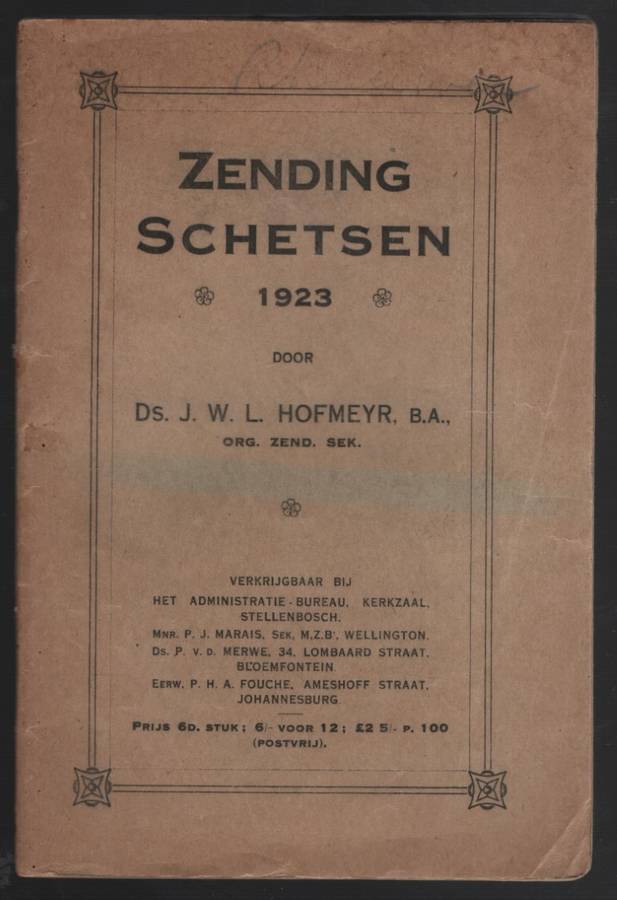 ZENDING
SCHETSEN
1923
DOOR
DS. J. W. L. HOFMEYR, B.A.,
ORG. ZEND. SEK.
VERKRIJGBAAR BIJ
HET ADMINISTRATIE-BUREAU, KERKZAAL,
STELLENBOSCH.
MNR. P. J. MARAIS, SEK. M.Z.B., WELLINGTON.
DS. P. V. D. MERWE, 34, LOMBAARD STRAAT,
BLOEMFONTEIN.
EERW. P. H. A. FOUCHE, AMESHOFF STRAAT,
JOHANNESBURG.
PRIJS 6D. STUK; 6/- VOOR 12; £2 5/- P. 100
(POSTVRIJ).